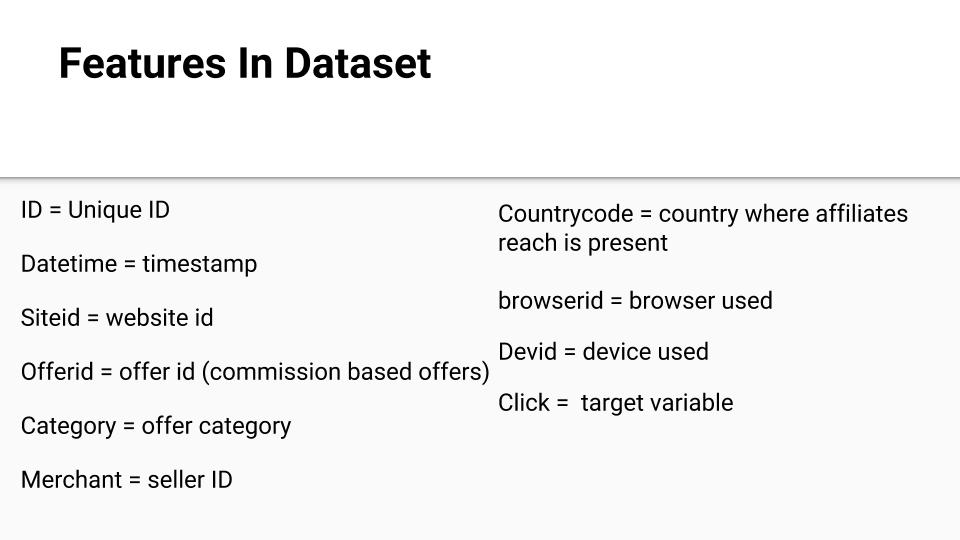 Features In Dataset
ID = Unique ID
Datetime = timestamp
Siteid = website id
Offerid = offer id (commission based offers)
Category = offer category
Merchant = seller ID
Countrycode = country where affiliates
reach is present
browserid = browser used
Devid = device used
Click =  target variable